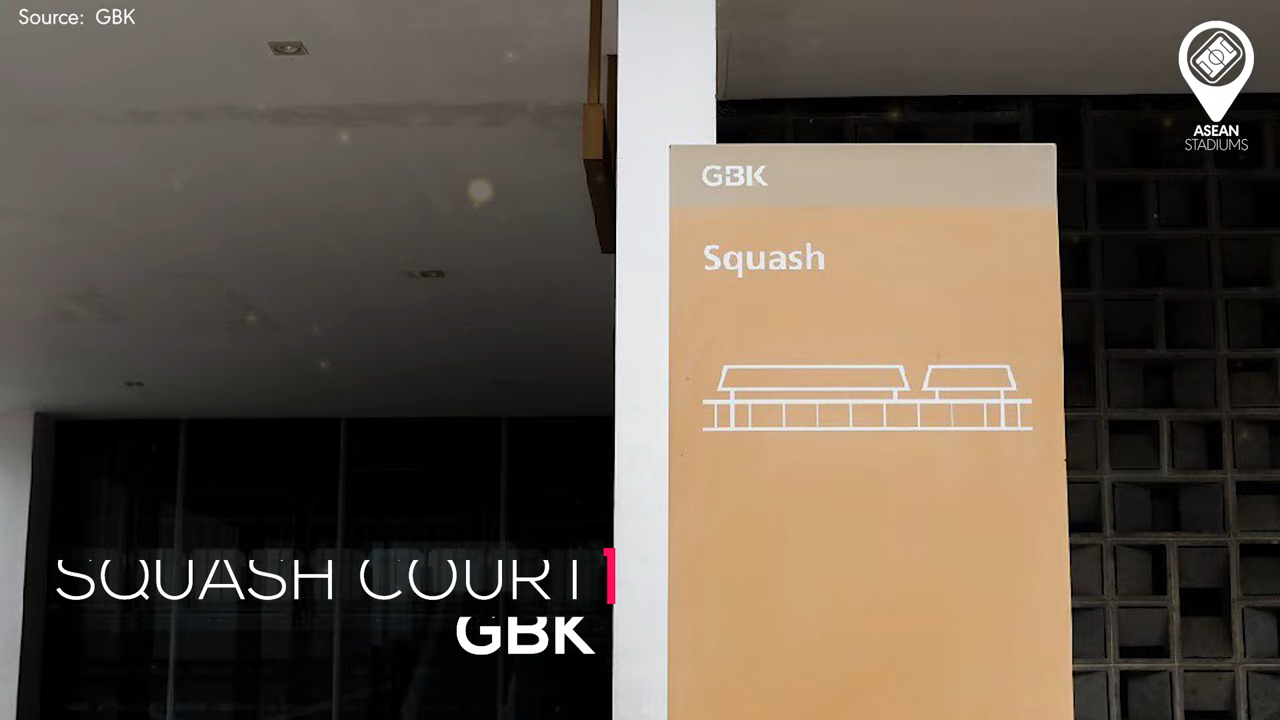 Source: GBK
ASEAN
STADIUMS
GBK
Squash
SQUASH COURT
GBK